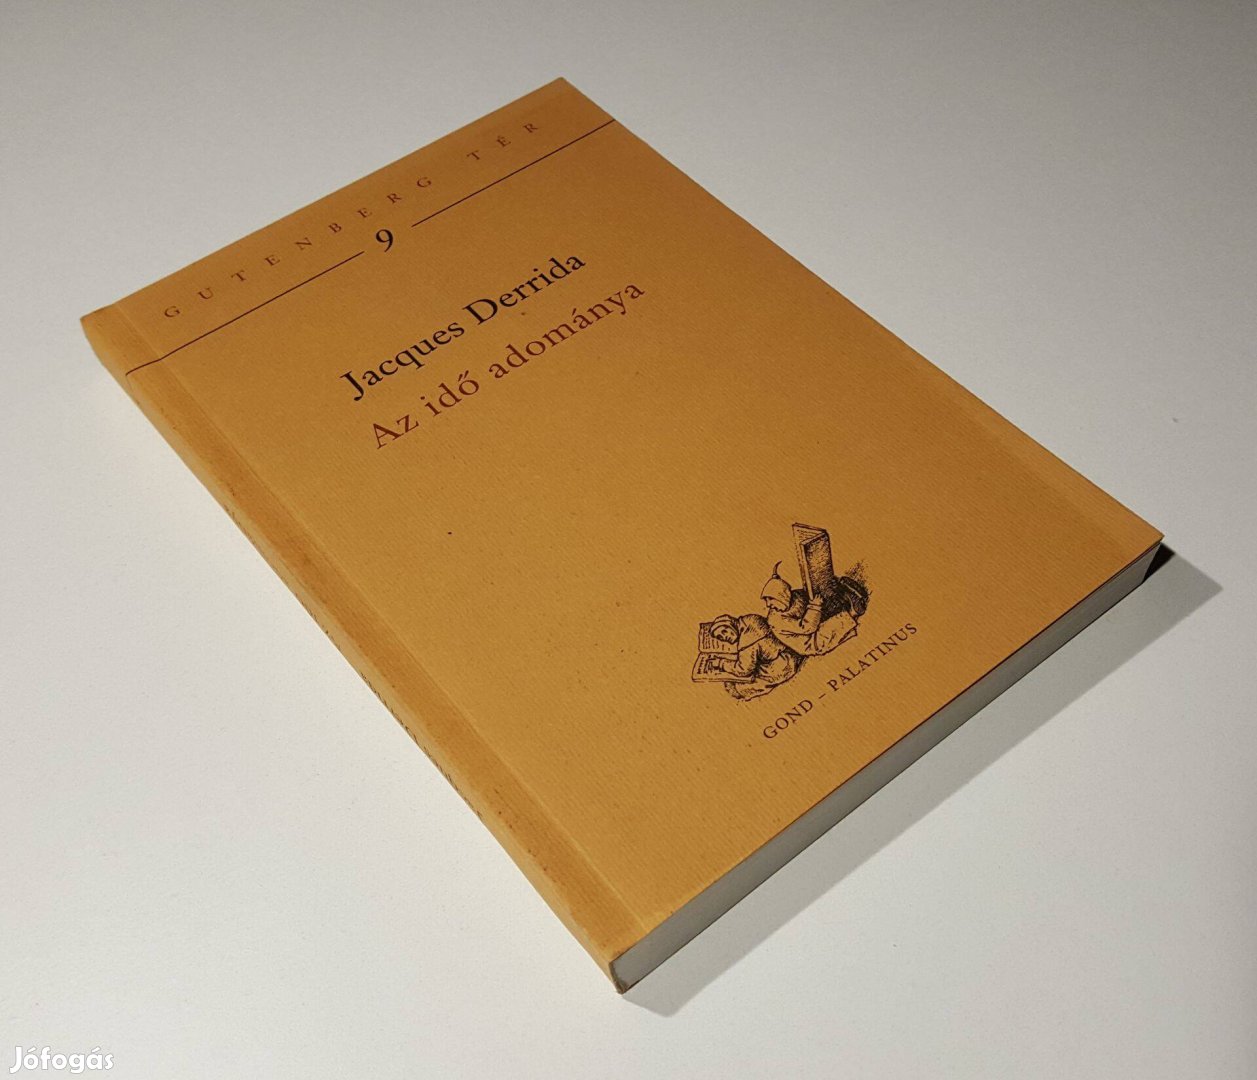 GUTENBERG TÉR
9
Jacques Derrida
Az idő adománya
GOND – PALATINUS
Jófogás